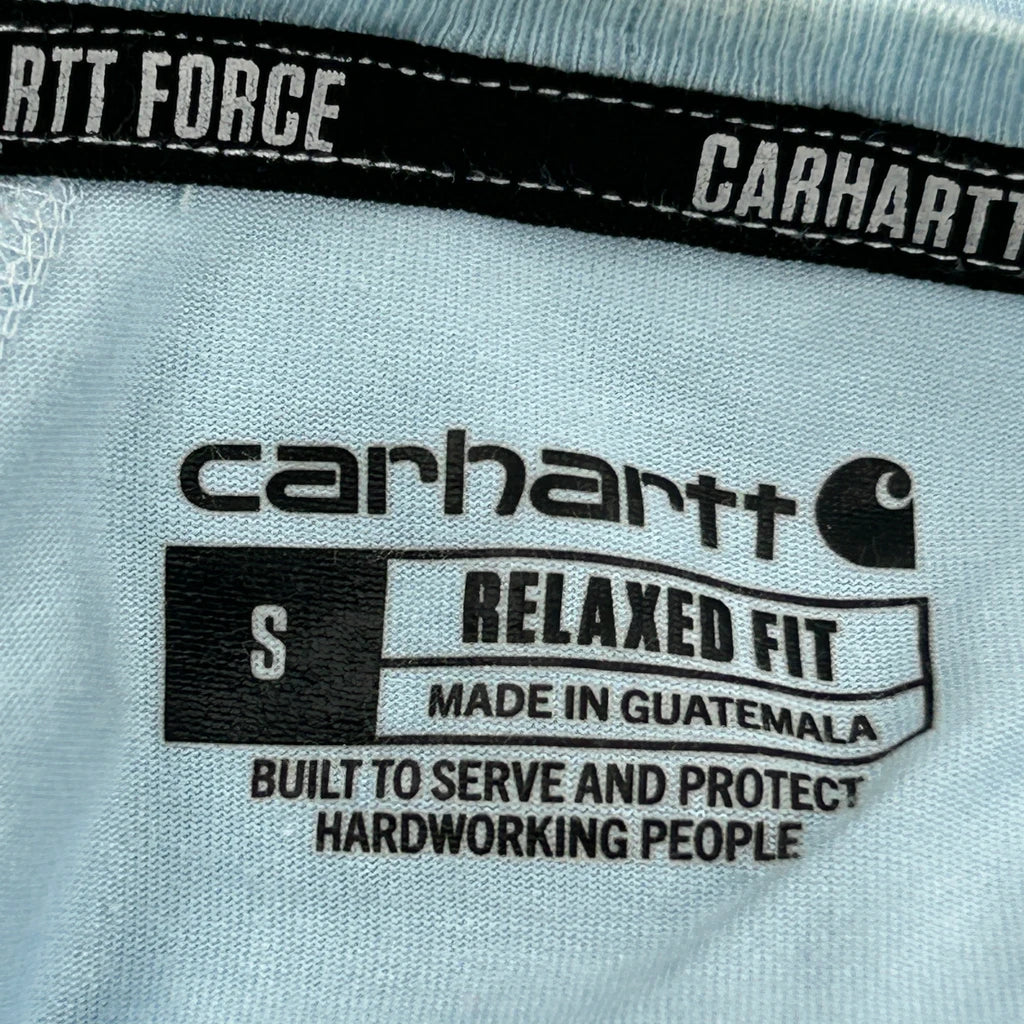 RTT FORCE
CARHARTT
carhartt
S
RELAXED FIT
MADE IN GUATEMALA
BUILT TO SERVE AND PROTECT
HARDWORKING PEOPLE